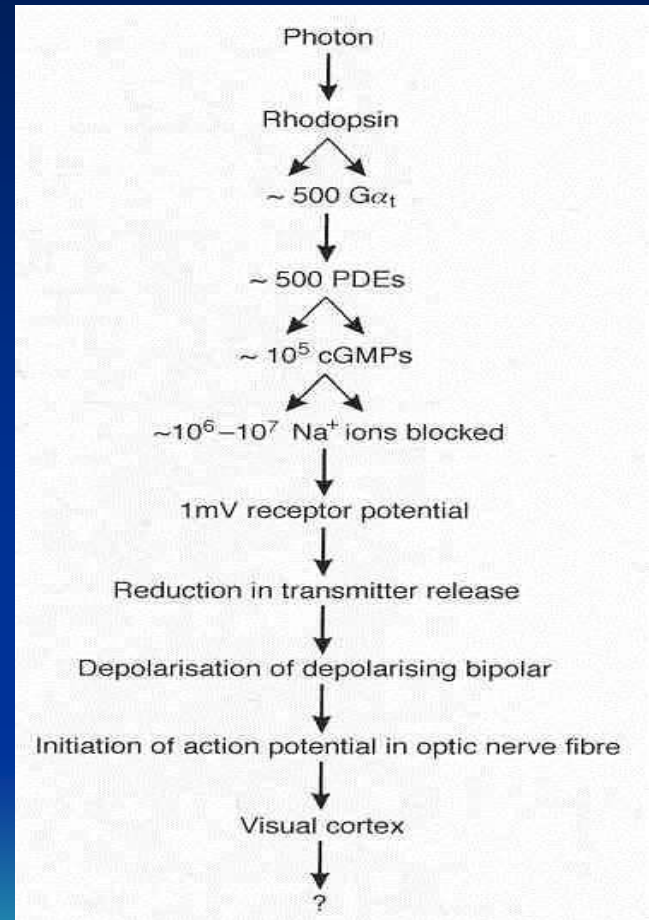 Photon
Rhodopsin
~ 500 Gαt
~ 500 PDEs
~ 10⁵ cGMPs
~10⁶–10⁷ Na⁺ ions blocked
1mV receptor potential
Reduction in transmitter release
Depolarisation of depolarising bipolar
Initiation of action potential in optic nerve fibre
Visual cortex
?